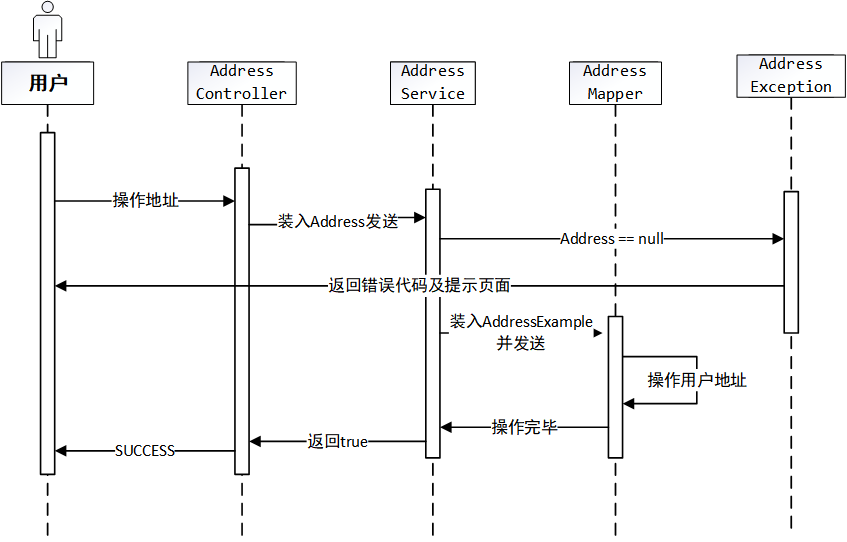 用户
Address
Controller
Address
Service
Address
Mapper
Address
Exception
操作地址
装入Address发送
Address == null
返回错误代码及提示页面
装入AddressExample
并发送
操作用户地址
操作完毕
返回true
SUCCESS